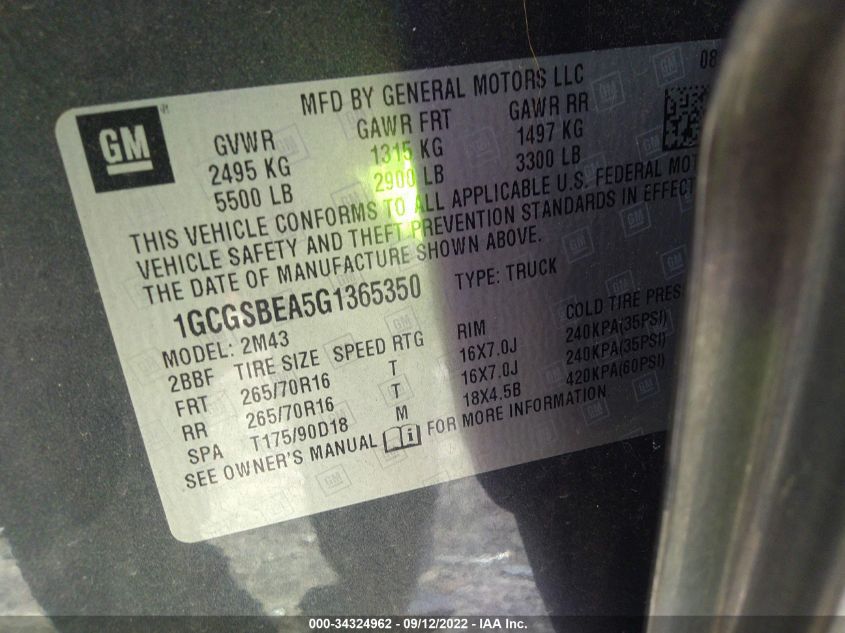 MFD BY GENERAL MOTORS LLC 08
GM
GVWR GAWR FRT GAWR RR
2495 KG 1315 KG 1497 KG
5500 LB 2900 LB 3300 LB
THIS VEHICLE CONFORMS TO ALL APPLICABLE U.S. FEDERAL MOT
VEHICLE SAFETY AND THEFT PREVENTION STANDARDS IN EFFECT
THE DATE OF MANUFACTURE SHOWN ABOVE.
1GCGSBEA5G1365350 TYPE: TRUCK
MODEL: 2M43
2BBF TIRE SIZE SPEED RTG RIM COLD TIRE PRES
FRT 265/70R16 T 16X7.0J 240KPA(35PSI)
RR 265/70R16 T 16X7.0J 240KPA(35PSI)
SPA T175/90D18 M 18X4.5B 420KPA(60PSI)
SEE OWNER'S MANUAL i FOR MORE INFORMATION
000-34324962 - 09/12/2022 - IAA Inc.